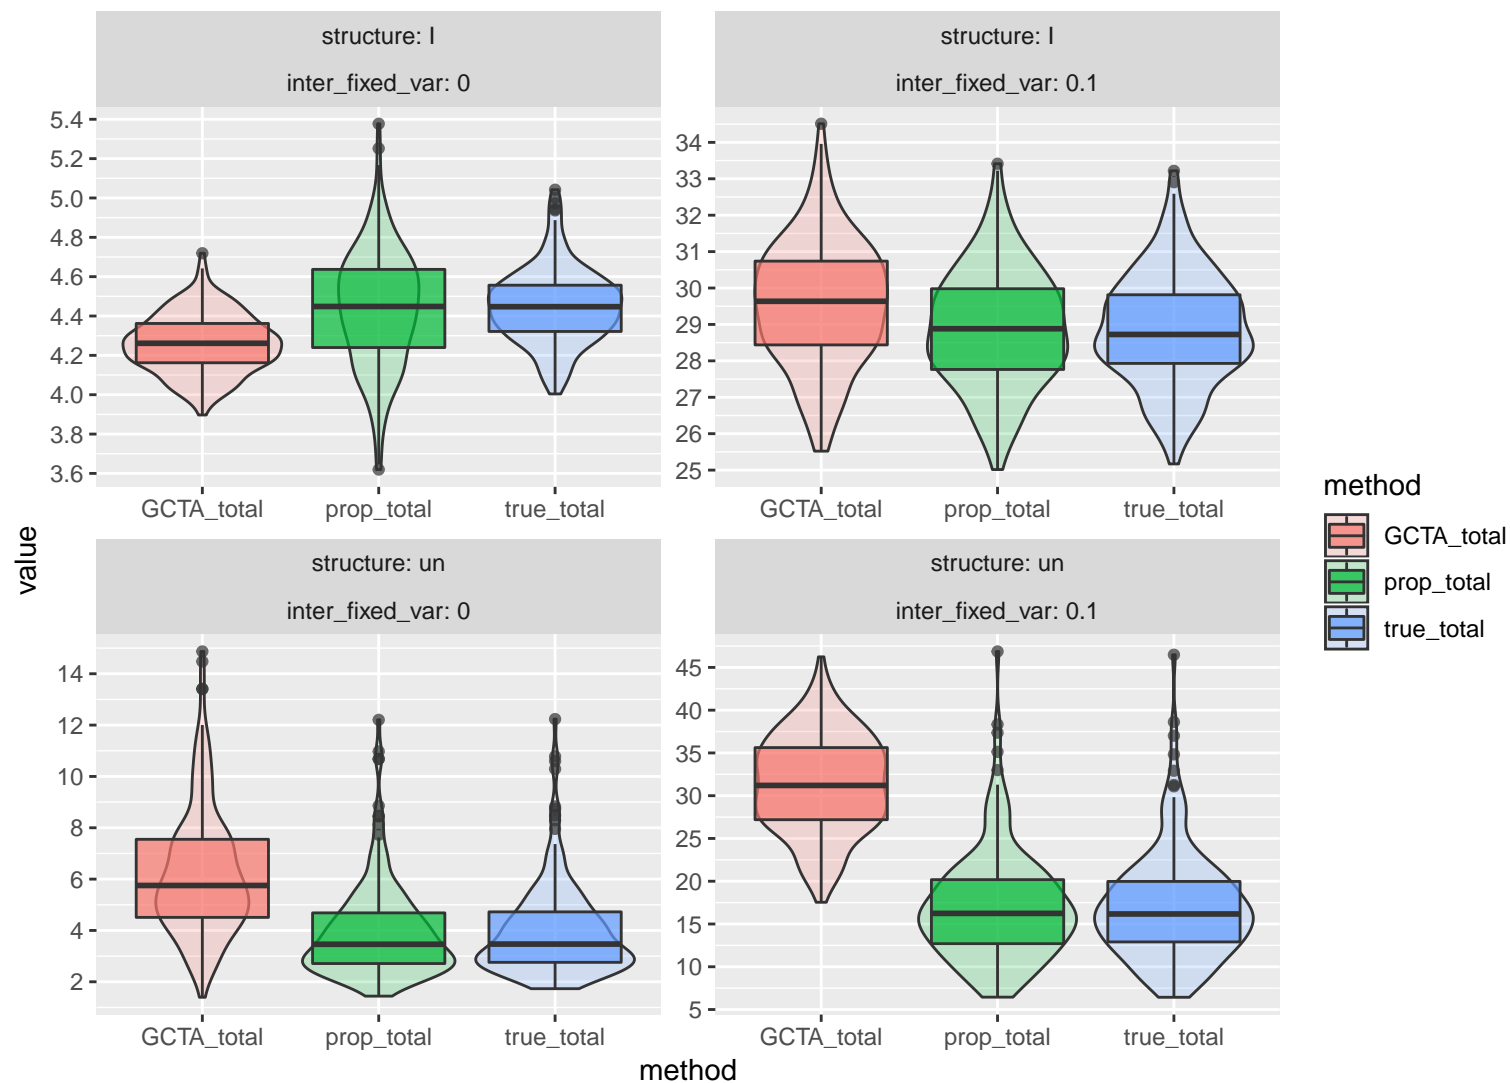 structure: I
inter_fixed_var: 0
5.4
5.2
5.0
4.8
4.6
4.4
4.2
4.0
3.8
3.6
GCTA_total prop_total true_total
structure: I
inter_fixed_var: 0.1
34
33
32
31
30
29
28
27
26
25
GCTA_total prop_total true_total
structure: un
inter_fixed_var: 0
14
12
10
8
6
4
2
GCTA_total prop_total true_total
structure: un
inter_fixed_var: 0.1
45
40
35
30
25
20
15
10
5
GCTA_total prop_total true_total
value
method
method
GCTA_total
prop_total
true_total